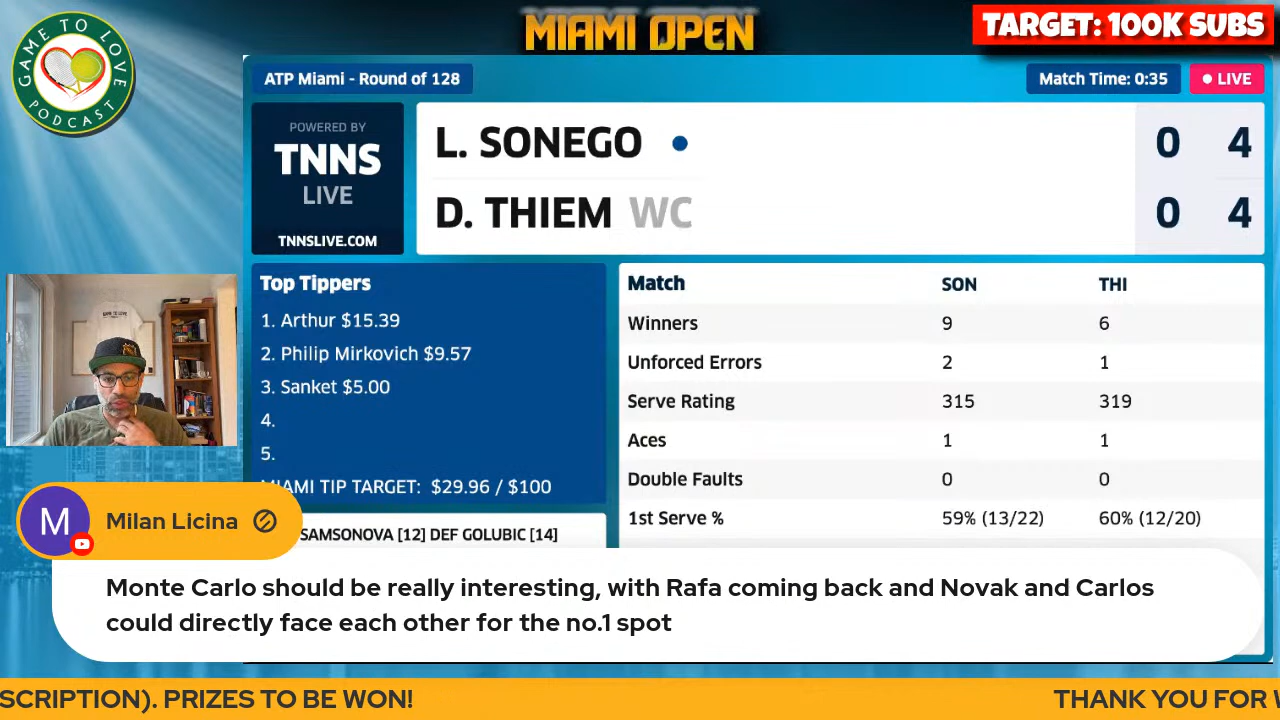 GAME TO LOVE
PODCAST
MIAMI OPEN
TARGET: 100K SUBS
ATP Miami - Round of 128
Match Time: 0:35
LIVE
POWERED BY
TNNS
LIVE
TNNSLIVE.COM
L. SONEGO 0 4
D. THIEM WC 0 4
Top Tippers
1. Arthur $15.39
2. Philip Mirkovich $9.57
3. Sanket $5.00
4.
5.
MIAMI TIP TARGET: $29.96 / $100
SAMSONOVA [12] DEF GOLUBIC [14]
Match SON THI
Winners 9 6
Unforced Errors 2 1
Serve Rating 315 319
Aces 1 1
Double Faults 0 0
1st Serve % 59% (13/22) 60% (12/20)
M
Milan Licina
Monte Carlo should be really interesting, with Rafa coming back and Novak and Carlos
could directly face each other for the no.1 spot
SCRIPTION). PRIZES TO BE WON! THANK YOU FOR